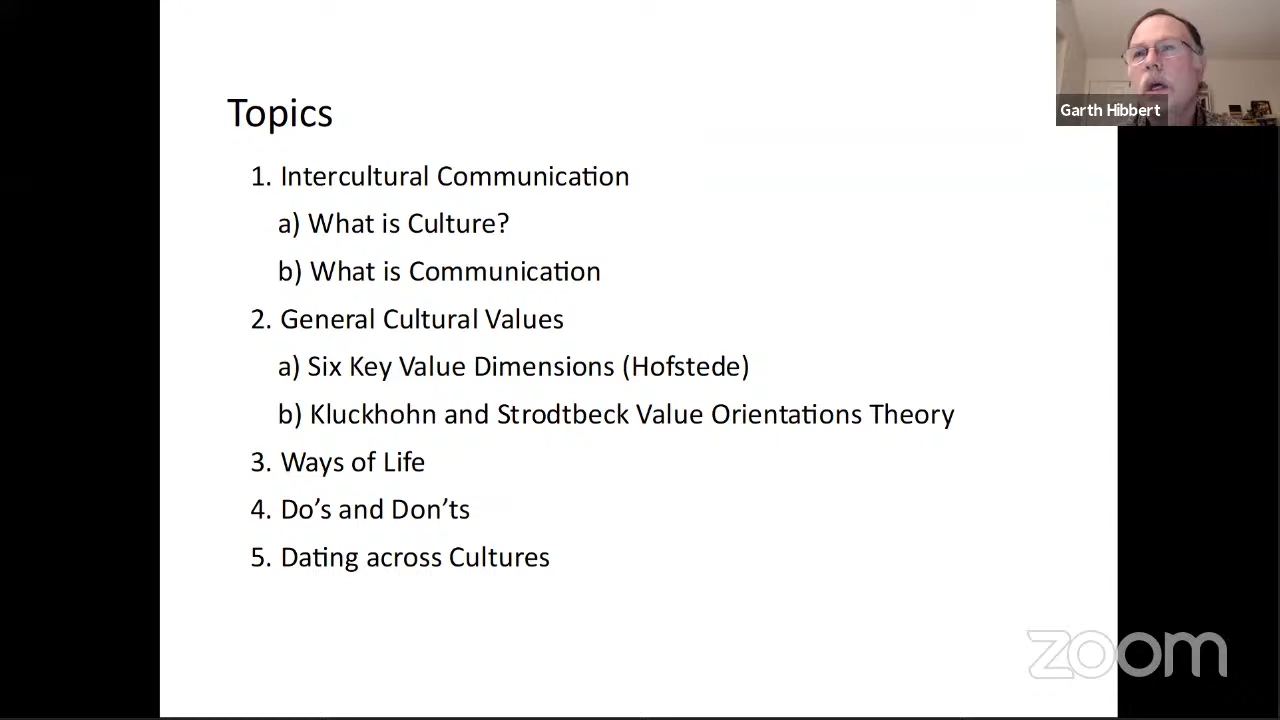 Topics
1. Intercultural Communication
a) What is Culture?
b) What is Communication
2. General Cultural Values
a) Six Key Value Dimensions (Hofstede)
b) Kluckhohn and Strodtbeck Value Orientations Theory
3. Ways of Life
4. Do’s and Don’ts
5. Dating across Cultures
Garth Hibbert
zoom